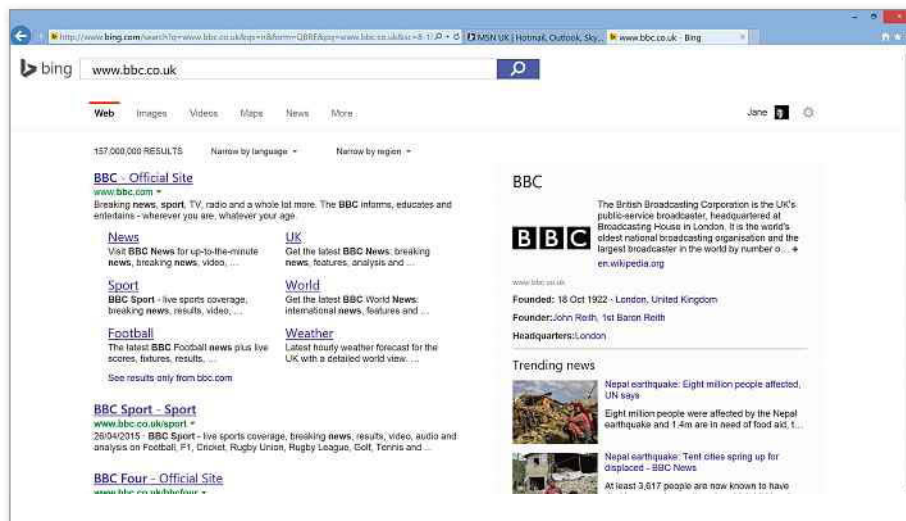 MSN UK | Hotmail, Outlook, Sky...
www.bbc.co.uk - Bing
bing
www.bbc.co.uk
Web Images Videos Maps News More
Jane
157,000,000 RESULTS Narrow by language Narrow by region
BBC - Official Site
www.bbc.com
Breaking news, sport, TV, radio and a whole lot more. The BBC informs, educates and
entertains - wherever you are, whatever your age.
News
Visit BBC News for up-to-the-minute
news, breaking news, video, ...
UK
Get the latest BBC News: breaking
news, features, analysis and ...
Sport
BBC Sport - live sports coverage,
breaking news, results, video, ...
World
Get the latest BBC World News:
international news, features and ...
Football
The latest BBC Football news plus live
scores, fixtures, results, ...
Weather
Latest hourly weather forecast for the
UK with a detailed world view. ...
See results only from bbc.com
BBC Sport - Sport
www.bbc.co.uk/sport
26/04/2015 · BBC Sport - live sports coverage, breaking news, results, video, audio and
analysis on Football, F1, Cricket, Rugby Union, Rugby League, Golf, Tennis and ...
BBC Four - Official Site
www.bbc.co.uk/bbcfour
BBC
BBC
The British Broadcasting Corporation is the UK's
public-service broadcaster, headquartered at
Broadcasting House in London. It is the world's
oldest national broadcasting organisation and the
largest broadcaster in the world by number o...
en.wikipedia.org
www.bbc.co.uk
Founded: 18 Oct 1922 · London, United Kingdom
Founder:John Reith, 1st Baron Reith
Headquarters:London
Trending news
Nepal earthquake: Eight million people affected,
UN says
Eight million people were affected by the Nepal
earthquake and 1.4m are in need of food aid, t...
Nepal earthquake: Tent cities spring up for
displaced - BBC News
At least 3,617 people are now known to have